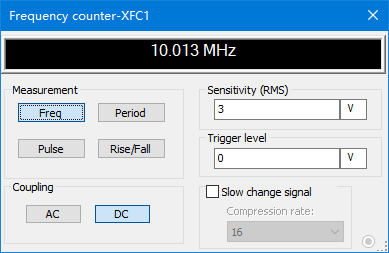 Frequency counter-XFC1
10.013 MHz
Measurement
Freq
Period
Pulse
Rise/Fall
Coupling
AC
DC
Sensitivity (RMS)
3
V
Trigger level
0
V
Slow change signal
Compression rate:
16